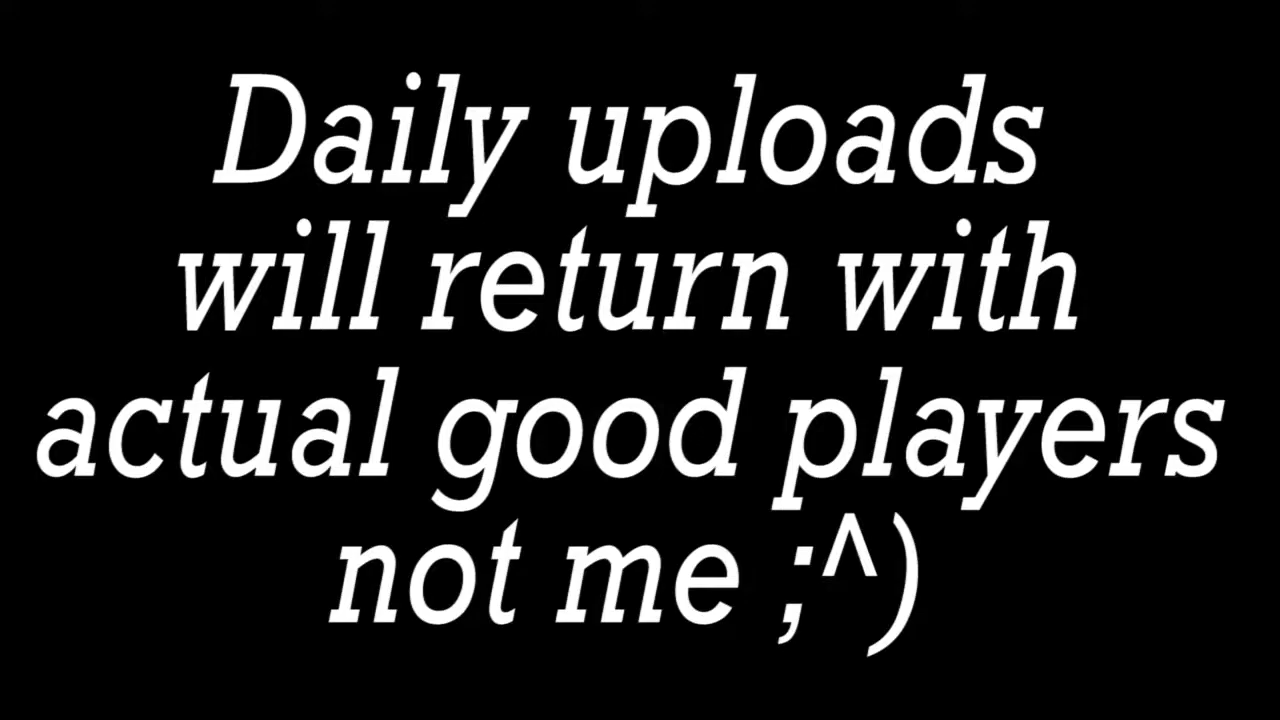 Daily uploads
will return with
actual good players
not me ;^)